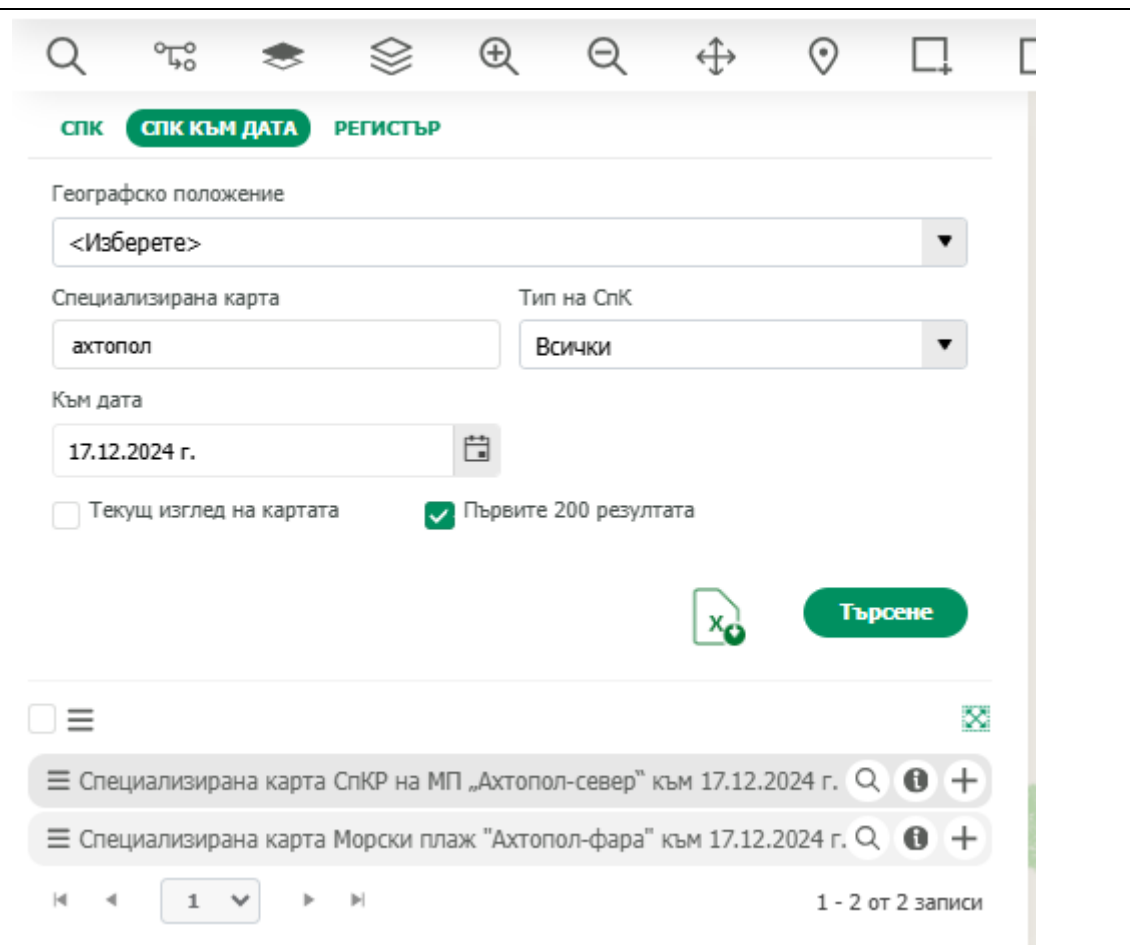 СПК СПК КЪМ ДАТА РЕГИСТЪР
Географско положение
<Изберете>
Специализирана карта Тип на СпК
ахтопол Всички
Към дата
17.12.2024 г.
Текущ изглед на картата Първите 200 резултата
X Търсене
Специализирана карта СпКР на МП „Ахтопол-север“ към 17.12.2024 г.
Специализирана карта Морски плаж "Ахтопол-фара" към 17.12.2024 г.
1 1 - 2 от 2 записи